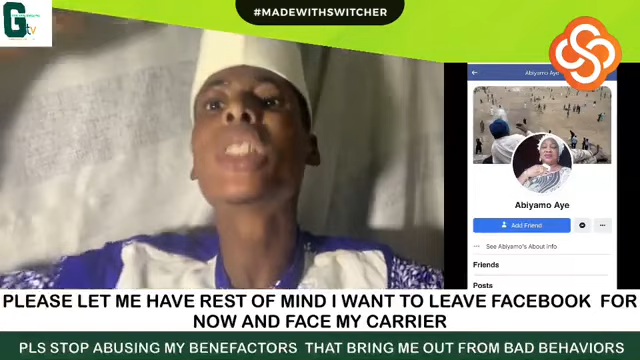 G
tv
#MADEWITHSWITCHER
Abiyamo Aye
Abiyamo Aye
Add Friend
See Abiyamo's About Info
Friends
Posts
PLEASE LET ME HAVE REST OF MIND I WANT TO LEAVE FACEBOOK FOR
NOW AND FACE MY CARRIER
PLS STOP ABUSING MY BENEFACTORS THAT BRING ME OUT FROM BAD BEHAVIORS